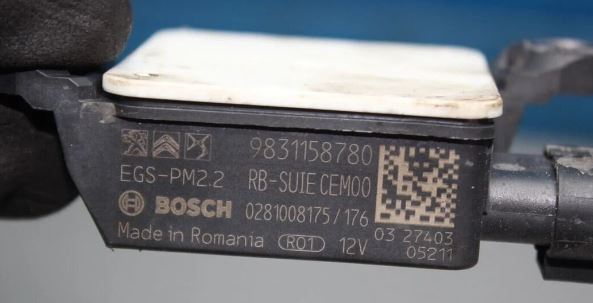 9831158780
EGS-PM2.2 RB-SUIE CEM00
BOSCH 0281008175/176
Made in Romania R01 12V
03 27403
05211